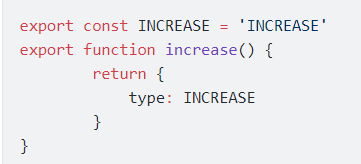 export const INCREASE = 'INCREASE'
export function increase() {
        return {
            type: INCREASE
        }
}